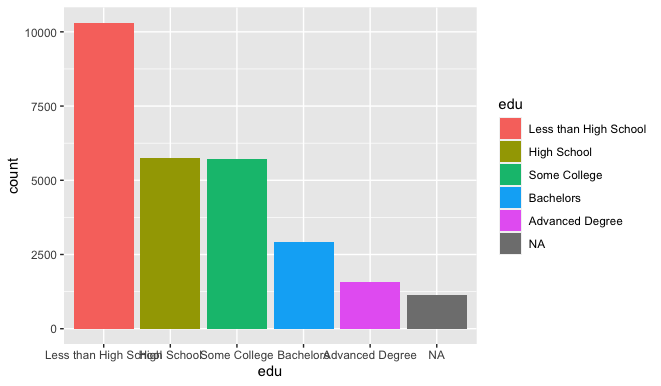 10000
7500
5000
2500
0
count
Less than High School High School Some College Bachelors Advanced Degree NA
edu
edu
Less than High School
High School
Some College
Bachelors
Advanced Degree
NA